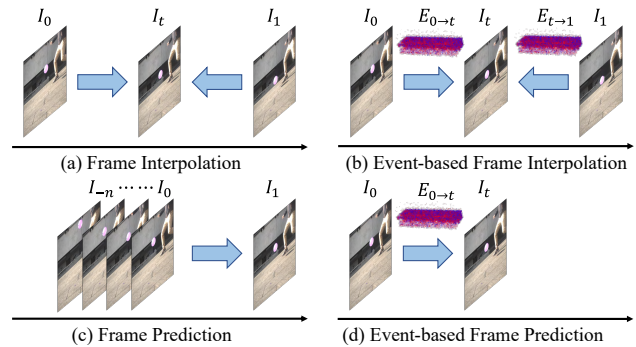 I₀ Iₜ I₁
I₀ E₀→ₜ Iₜ Eₜ→₁ I₁
(a) Frame Interpolation
(b) Event-based Frame Interpolation
I₋ₙ ⋯⋯ I₀ I₁
I₀ E₀→ₜ Iₜ
(c) Frame Prediction
(d) Event-based Frame Prediction